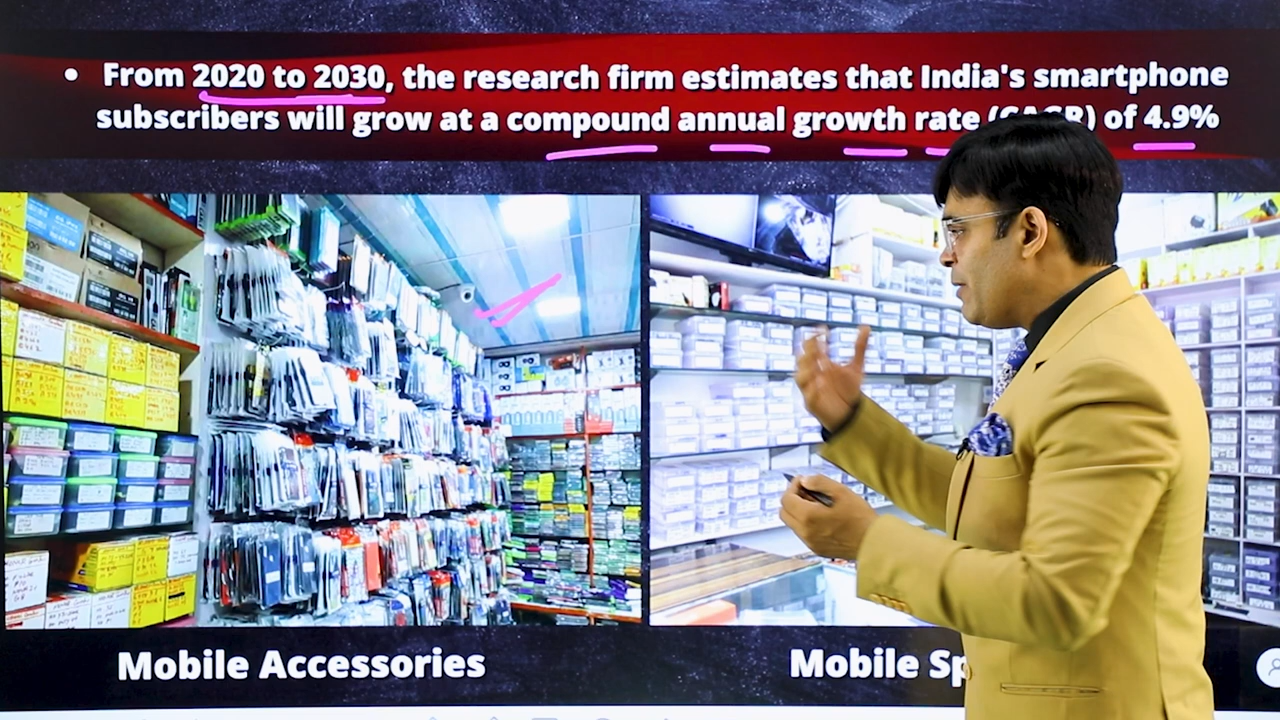 • From 2020 to 2030, the research firm estimates that India's smartphone
subscribers will grow at a compound annual growth rate (CAGR) of 4.9%
Mobile Accessories
Mobile Sp